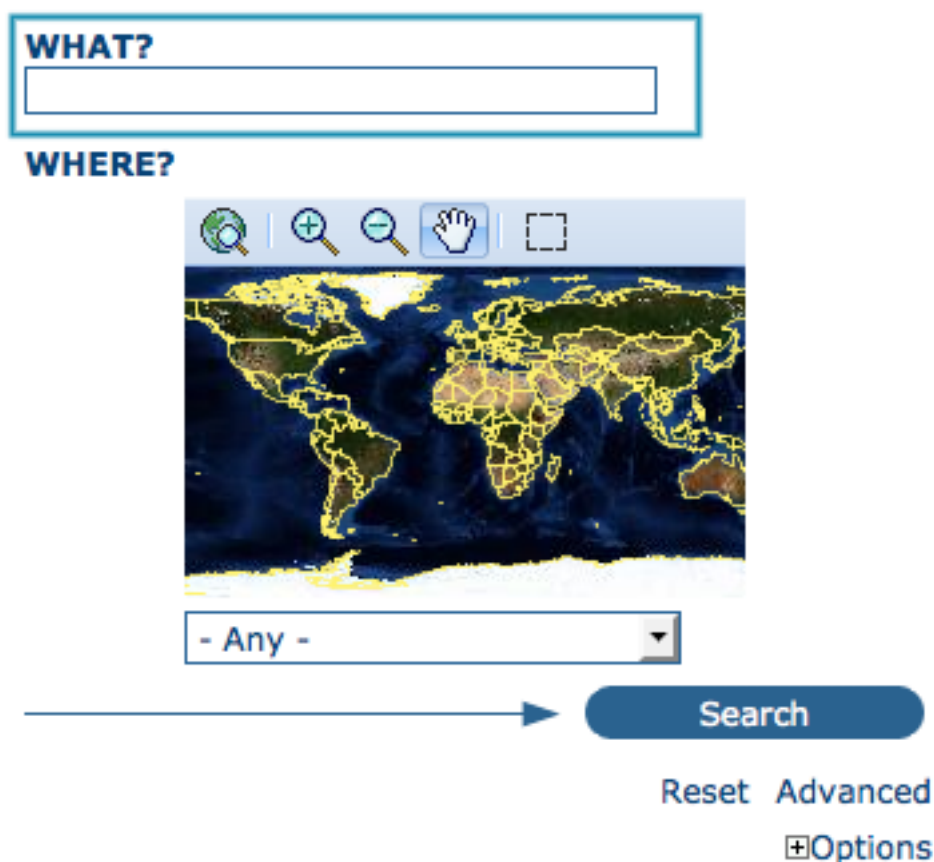 WHAT?
WHERE?
- Any -
Search
Reset Advanced
Options